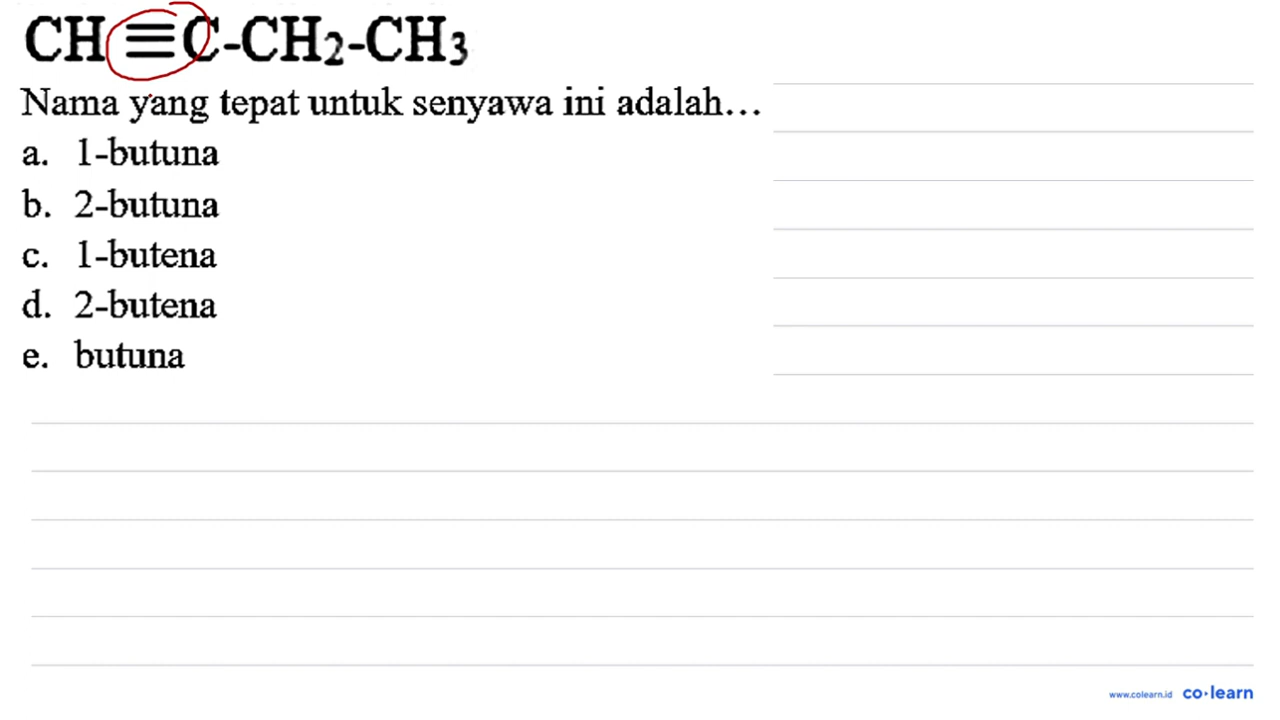 CH≡C-CH₂-CH₃
Nama yang tepat untuk senyawa ini adalah...
a. 1-butuna
b. 2-butuna
c. 1-butena
d. 2-butena
e. butuna
www.colearn.id co·learn